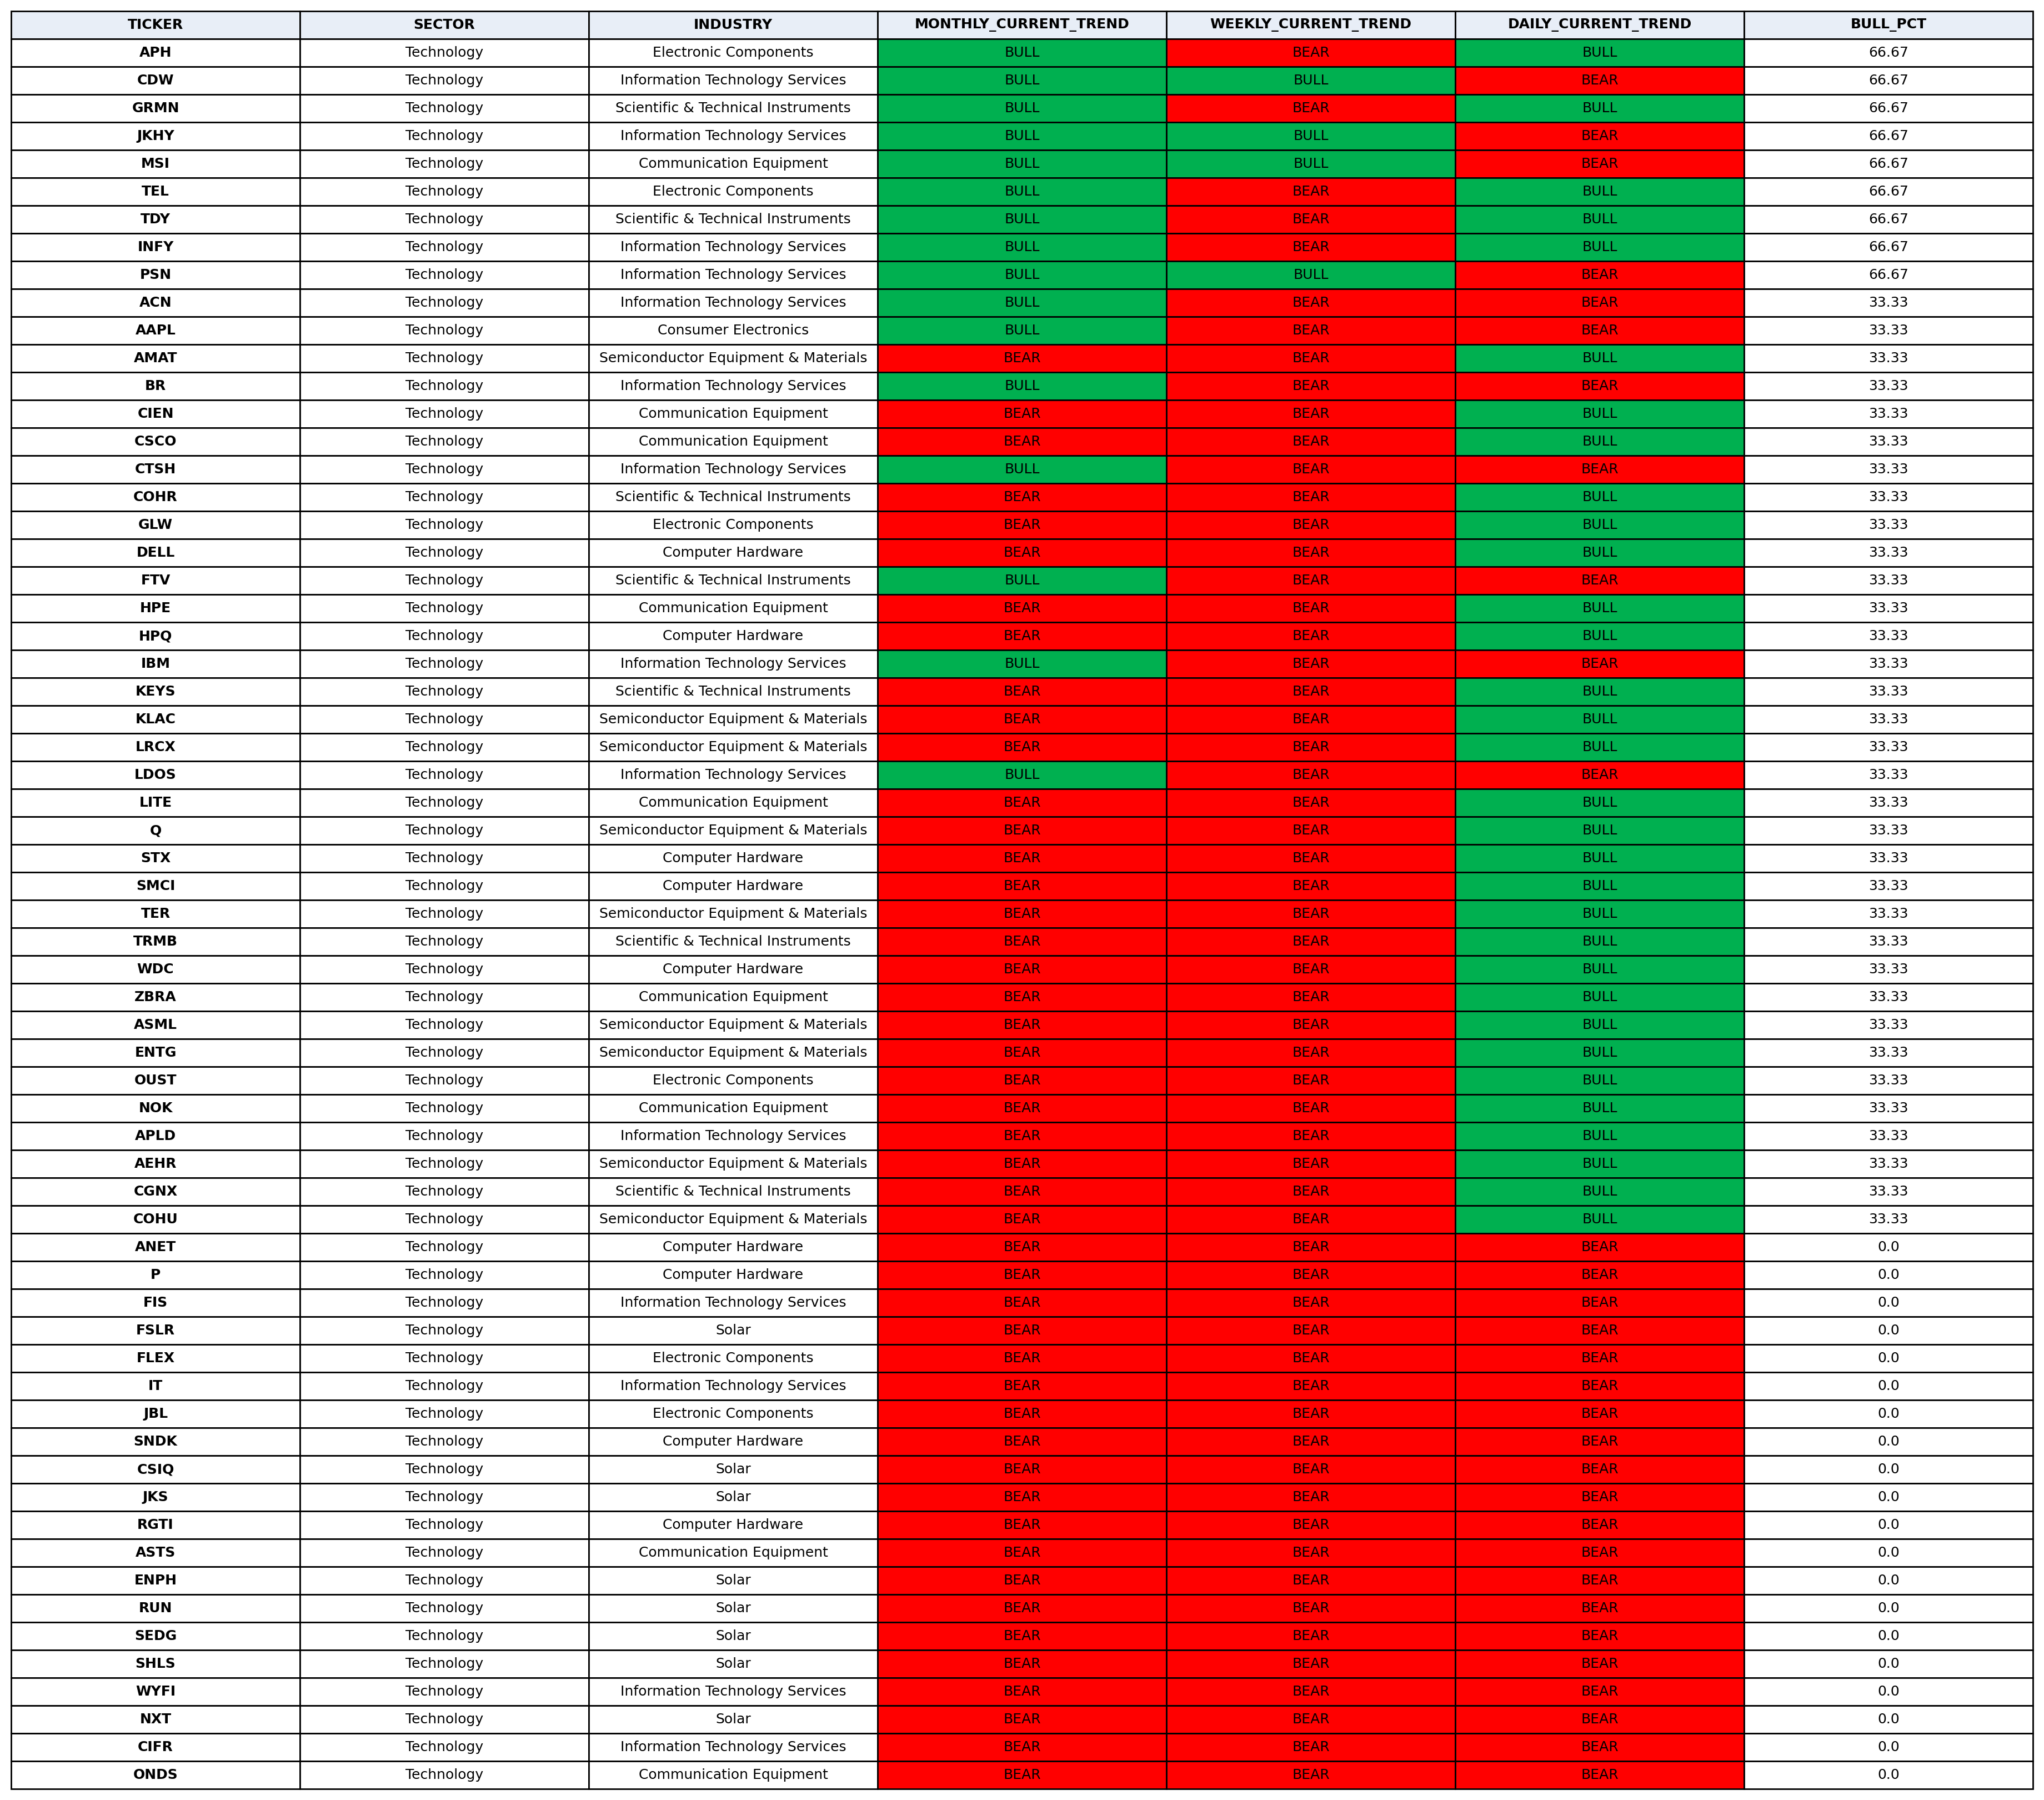 TICKER SECTOR INDUSTRY MONTHLY_CURRENT_TREND WEEKLY_CURRENT_TREND DAILY_CURRENT_TREND BULL_PCT
APH Technology Electronic Components BULL BEAR BULL 66.67
CDW Technology Information Technology Services BULL BULL BEAR 66.67
GRMN Technology Scientific & Technical Instruments BULL BEAR BULL 66.67
JKHY Technology Information Technology Services BULL BULL BEAR 66.67
MSI Technology Communication Equipment BULL BULL BEAR 66.67
TEL Technology Electronic Components BULL BEAR BULL 66.67
TDY Technology Scientific & Technical Instruments BULL BEAR BULL 66.67
INFY Technology Information Technology Services BULL BEAR BULL 66.67
PSN Technology Information Technology Services BULL BULL BEAR 66.67
ACN Technology Information Technology Services BULL BEAR BEAR 33.33
AAPL Technology Consumer Electronics BULL BEAR BEAR 33.33
AMAT Technology Semiconductor Equipment & Materials BEAR BEAR BULL 33.33
BR Technology Information Technology Services BULL BEAR BEAR 33.33
CIEN Technology Communication Equipment BEAR BEAR BULL 33.33
CSCO Technology Communication Equipment BEAR BEAR BULL 33.33
CTSH Technology Information Technology Services BULL BEAR BEAR 33.33
COHR Technology Scientific & Technical Instruments BEAR BEAR BULL 33.33
GLW Technology Electronic Components BEAR BEAR BULL 33.33
DELL Technology Computer Hardware BEAR BEAR BULL 33.33
FTV Technology Scientific & Technical Instruments BULL BEAR BEAR 33.33
HPE Technology Communication Equipment BEAR BEAR BULL 33.33
HPQ Technology Computer Hardware BEAR BEAR BULL 33.33
IBM Technology Information Technology Services BULL BEAR BEAR 33.33
KEYS Technology Scientific & Technical Instruments BEAR BEAR BULL 33.33
KLAC Technology Semiconductor Equipment & Materials BEAR BEAR BULL 33.33
LRCX Technology Semiconductor Equipment & Materials BEAR BEAR BULL 33.33
LDOS Technology Information Technology Services BULL BEAR BEAR 33.33
LITE Technology Communication Equipment BEAR BEAR BULL 33.33
Q Technology Semiconductor Equipment & Materials BEAR BEAR BULL 33.33
STX Technology Computer Hardware BEAR BEAR BULL 33.33
SMCI Technology Computer Hardware BEAR BEAR BULL 33.33
TER Technology Semiconductor Equipment & Materials BEAR BEAR BULL 33.33
TRMB Technology Scientific & Technical Instruments BEAR BEAR BULL 33.33
WDC Technology Computer Hardware BEAR BEAR BULL 33.33
ZBRA Technology Communication Equipment BEAR BEAR BULL 33.33
ASML Technology Semiconductor Equipment & Materials BEAR BEAR BULL 33.33
ENTG Technology Semiconductor Equipment & Materials BEAR BEAR BULL 33.33
OUST Technology Electronic Components BEAR BEAR BULL 33.33
NOK Technology Communication Equipment BEAR BEAR BULL 33.33
APLD Technology Information Technology Services BEAR BEAR BULL 33.33
AEHR Technology Semiconductor Equipment & Materials BEAR BEAR BULL 33.33
CGNX Technology Scientific & Technical Instruments BEAR BEAR BULL 33.33
COHU Technology Semiconductor Equipment & Materials BEAR BEAR BULL 33.33
ANET Technology Computer Hardware BEAR BEAR BEAR 0.0
P Technology Computer Hardware BEAR BEAR BEAR 0.0
FIS Technology Information Technology Services BEAR BEAR BEAR 0.0
FSLR Technology Solar BEAR BEAR BEAR 0.0
FLEX Technology Electronic Components BEAR BEAR BEAR 0.0
IT Technology Information Technology Services BEAR BEAR BEAR 0.0
JBL Technology Electronic Components BEAR BEAR BEAR 0.0
SNDK Technology Computer Hardware BEAR BEAR BEAR 0.0
CSIQ Technology Solar BEAR BEAR BEAR 0.0
JKS Technology Solar BEAR BEAR BEAR 0.0
RGTI Technology Computer Hardware BEAR BEAR BEAR 0.0
ASTS Technology Communication Equipment BEAR BEAR BEAR 0.0
ENPH Technology Solar BEAR BEAR BEAR 0.0
RUN Technology Solar BEAR BEAR BEAR 0.0
SEDG Technology Solar BEAR BEAR BEAR 0.0
SHLS Technology Solar BEAR BEAR BEAR 0.0
WYFI Technology Information Technology Services BEAR BEAR BEAR 0.0
NXT Technology Solar BEAR BEAR BEAR 0.0
CIFR Technology Information Technology Services BEAR BEAR BEAR 0.0
ONDS Technology Communication Equipment BEAR BEAR BEAR 0.0